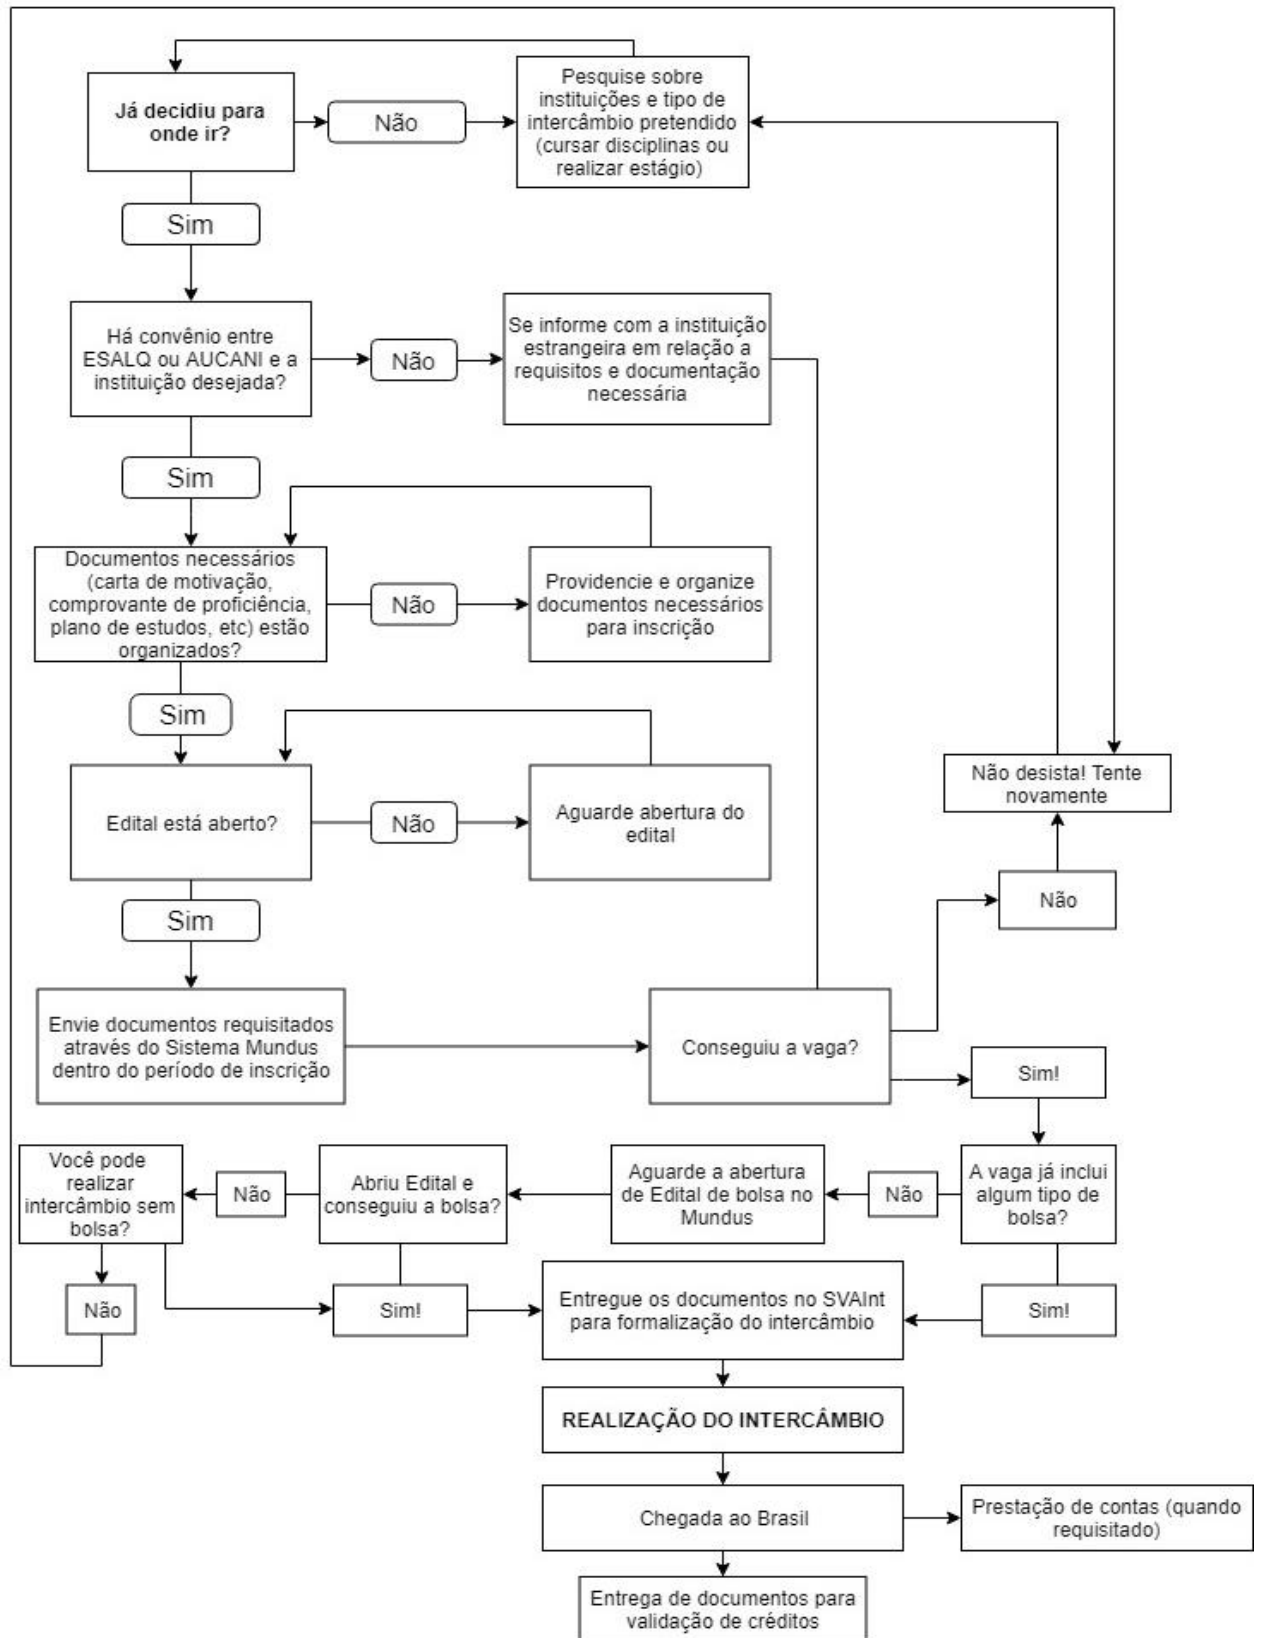 Já decidiu para
onde ir?
Não
Pesquise sobre
instituições e tipo de
intercâmbio pretendido
(cursar disciplinas ou
realizar estágio)
Sim
Há convênio entre
ESALQ ou AUCANI e a
instituição desejada?
Não
Se informe com a instituição
estrangeira em relação a
requisitos e documentação
necessária
Sim
Documentos necessários
(carta de motivação,
comprovante de proficiência,
plano de estudos, etc) estão
organizados?
Não
Providencie e organize
documentos necessários
para inscrição
Sim
Edital está aberto?
Não
Aguarde abertura do
edital
Não desista! Tente
novamente
Não
Sim
Envie documentos requisitados
através do Sistema Mundus
dentro do período de inscrição
Conseguiu a vaga?
Sim!
Você pode
realizar
intercâmbio sem
bolsa?
Não
Abriu Edital e
conseguiu a bolsa?
Aguarde a abertura
de Edital de bolsa no
Mundus
Não
A vaga já inclui
algum tipo de
bolsa?
Não
Sim!
Entregue os documentos no SVAInt
para formalização do intercâmbio
Sim!
REALIZAÇÃO DO INTERCÂMBIO
Chegada ao Brasil
Prestação de contas (quando
requisitado)
Entrega de documentos para
validação de créditos